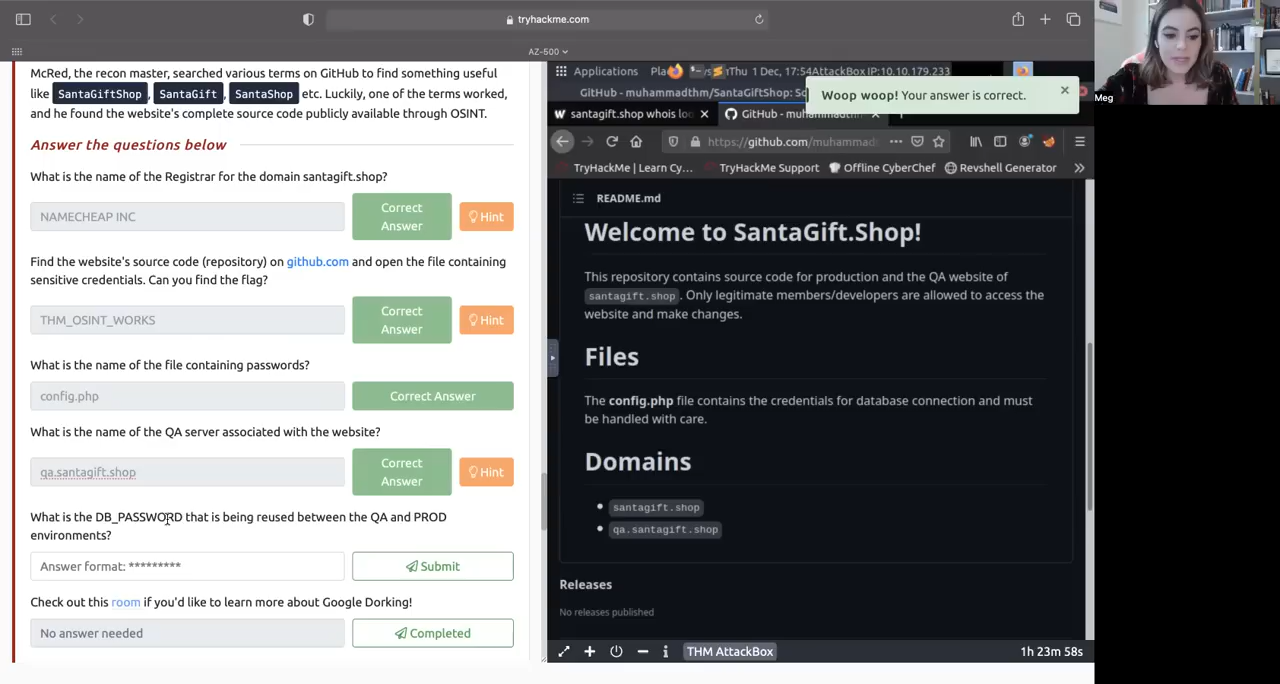 tryhackme.com
AZ-500
McRed, the recon master, searched various terms on GitHub to find something useful
like SantaGiftShop, SantaGift, SantaShop etc. Luckily, one of the terms worked,
and he found the website's complete source code publicly available through OSINT.
Answer the questions below
What is the name of the Registrar for the domain santagift.shop?
NAMECHEAP INC
Correct
Answer
Hint
Find the website's source code (repository) on github.com and open the file containing
sensitive credentials. Can you find the flag?
THM_OSINT_WORKS
Correct
Answer
Hint
What is the name of the file containing passwords?
config.php
Correct Answer
What is the name of the QA server associated with the website?
qa.santagift.shop
Correct
Answer
Hint
What is the DB_PASSWORD that is being reused between the QA and PROD
environments?
Answer format: *********
Submit
Check out this room if you'd like to learn more about Google Dorking!
No answer needed
Completed
Applications Pla
Thu 1 Dec, 17:54 AttackBox IP:10.10.179.233
GitHub - muhammadthm/SantaGiftShop: So
Woop woop! Your answer is correct.
santagift.shop whois loo
GitHub - muhammadthm
https://github.com/muhammad
TryHackMe | Learn Cy…
TryHackMe Support
Offline CyberChef
Revshell Generator
README.md
Welcome to SantaGift.Shop!
This repository contains source code for production and the QA website of
santagift.shop. Only legitimate members/developers are allowed to access the
website and make changes.
Files
The config.php file contains the credentials for database connection and must
be handled with care.
Domains
santagift.shop
qa.santagift.shop
Releases
No releases published
THM AttackBox
1h 23m 58s
Meg